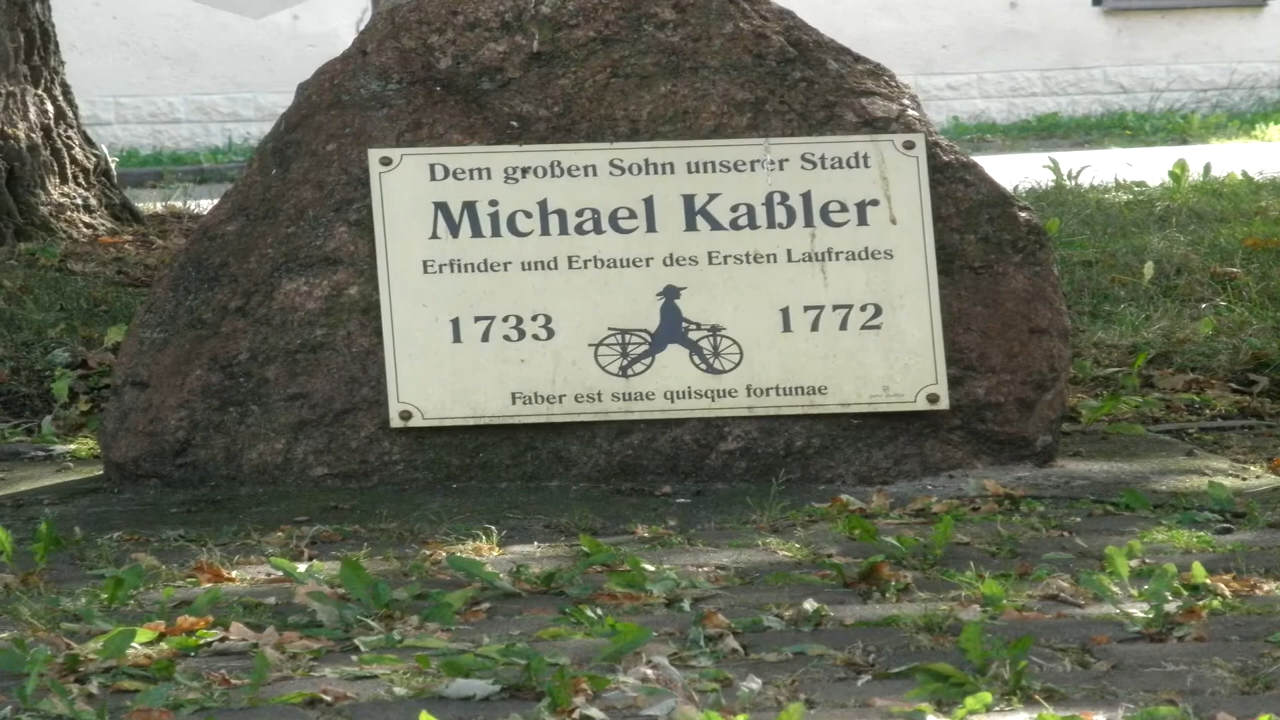 Dem großen Sohn unserer Stadt
Michael Kaßler
Erfinder und Erbauer des Ersten Laufrades
1733 1772
Faber est suae quisque fortunae